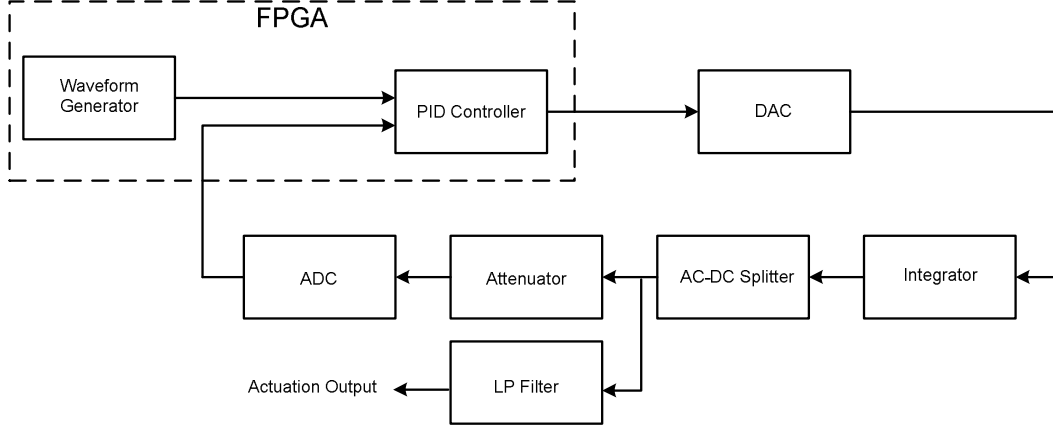 FPGA
Waveform
Generator
PID Controller
DAC
ADC
Attenuator
AC-DC Splitter
Integrator
Actuation Output
LP Filter